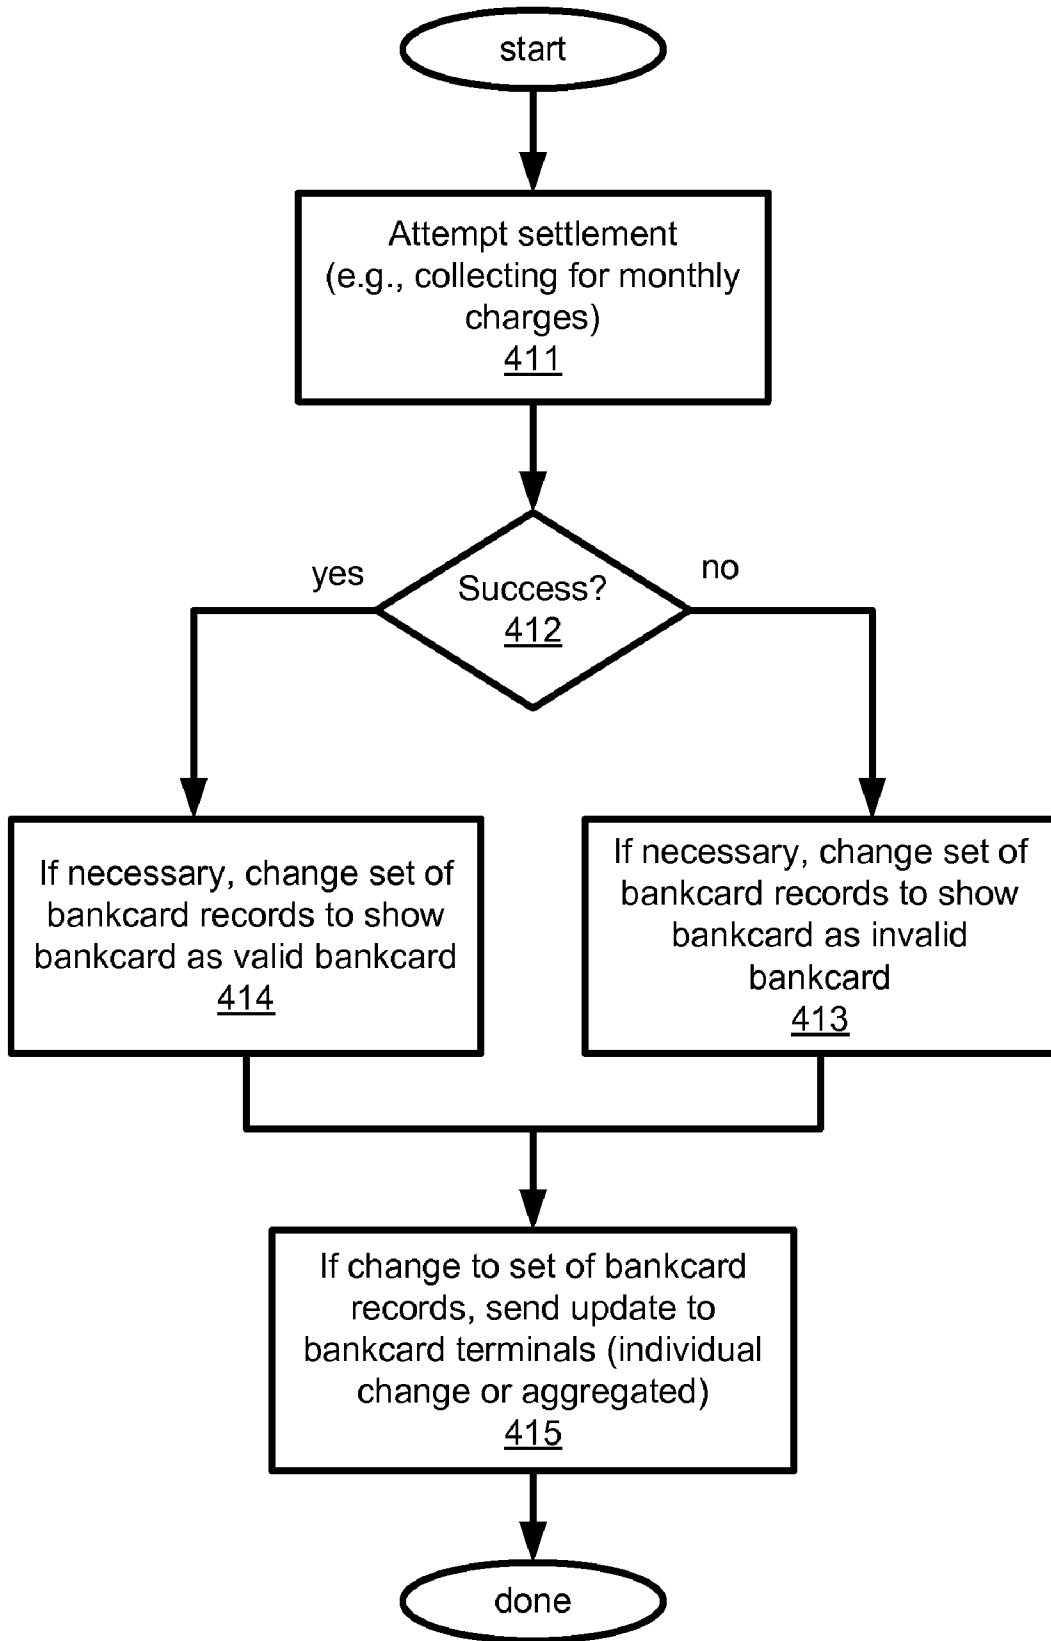 start
Attempt settlement
(e.g., collecting for monthly
charges)
411
yes
no
Success?
412
If necessary, change set of
bankcard records to show
bankcard as valid bankcard
414
If necessary, change set of
bankcard records to show
bankcard as invalid
bankcard
413
If change to set of bankcard
records, send update to
bankcard terminals (individual
change or aggregated)
415
done